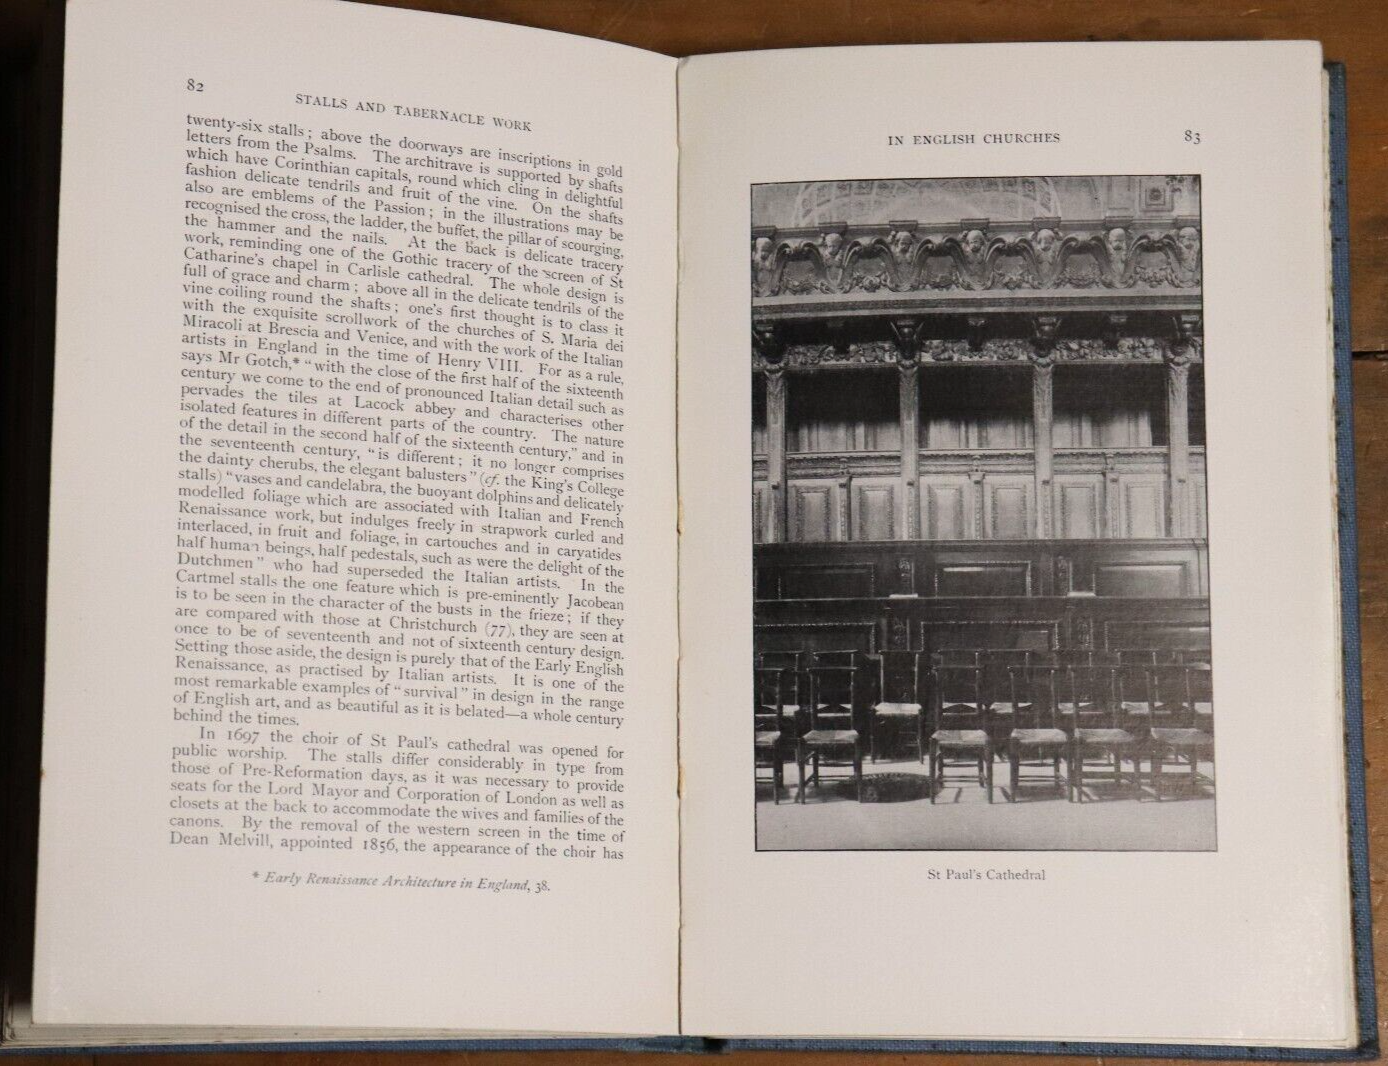 82
STALLS AND TABERNACLE WORK
twenty-six stalls; above the doorways are inscriptions in gold
letters from the Psalms. The architrave is supported by shafts
which have Corinthian capitals, round which cling in delightful
fashion delicate tendrils and fruit of the vine. On the shafts
also are emblems of the Passion; in the illustrations may be
recognised the cross, the ladder, the buffet, the pillar of scourging,
the hammer and the nails. At the back is delicate tracery
work, reminding one of the Gothic tracery of the screen of St
Catharine's chapel in Carlisle cathedral. The whole design is
full of grace and charm; above all in the delicate tendrils of the
vine coiling round the shafts; one's first thought is to class it
with the exquisite scrollwork of the churches of S. Maria dei
Miracoli at Brescia and Venice, and with the work of the Italian
artists in England in the time of Henry VIII. For as a rule,
says Mr Gotch,* "with the close of the first half of the sixteenth
century we come to the end of pronounced Italian detail such as
pervades the tiles at Lacock abbey and characterises other
isolated features in different parts of the country. The nature
of the detail in the second half of the sixteenth century," and in
the seventeenth century, "is different; it no longer comprises
the dainty cherubs, the elegant balusters" (cf. the King's College
stalls) "vases and candelabra, the buoyant dolphins and delicately
modelled foliage which are associated with Italian and French
Renaissance work, but indulges freely in strapwork curled and
interlaced, in fruit and foliage, in cartouches and in caryatides
half human beings, half pedestals, such as were the delight of the
Dutchmen" who had superseded the Italian artists. In the
Cartmel stalls the one feature which is pre-eminently Jacobean
is to be seen in the character of the busts in the frieze; if they
are compared with those at Christchurch (77), they are seen at
once to be of seventeenth and not of sixteenth century design.
Setting those aside, the design is purely that of the Early English
Renaissance, as practised by Italian artists. It is one of the
most remarkable examples of "survival" in design in the range
of English art, and as beautiful as it is belated—a whole century
behind the times.
In 1697 the choir of St Paul's cathedral was opened for
public worship. The stalls differ considerably in type from
those of Pre-Reformation days, as it was necessary to provide
seats for the Lord Mayor and Corporation of London as well as
closets at the back to accommodate the wives and families of the
canons. By the removal of the western screen in the time of
Dean Melvill, appointed 1856, the appearance of the choir has
* Early Renaissance Architecture in England, 38.
IN ENGLISH CHURCHES
83
St Paul's Cathedral